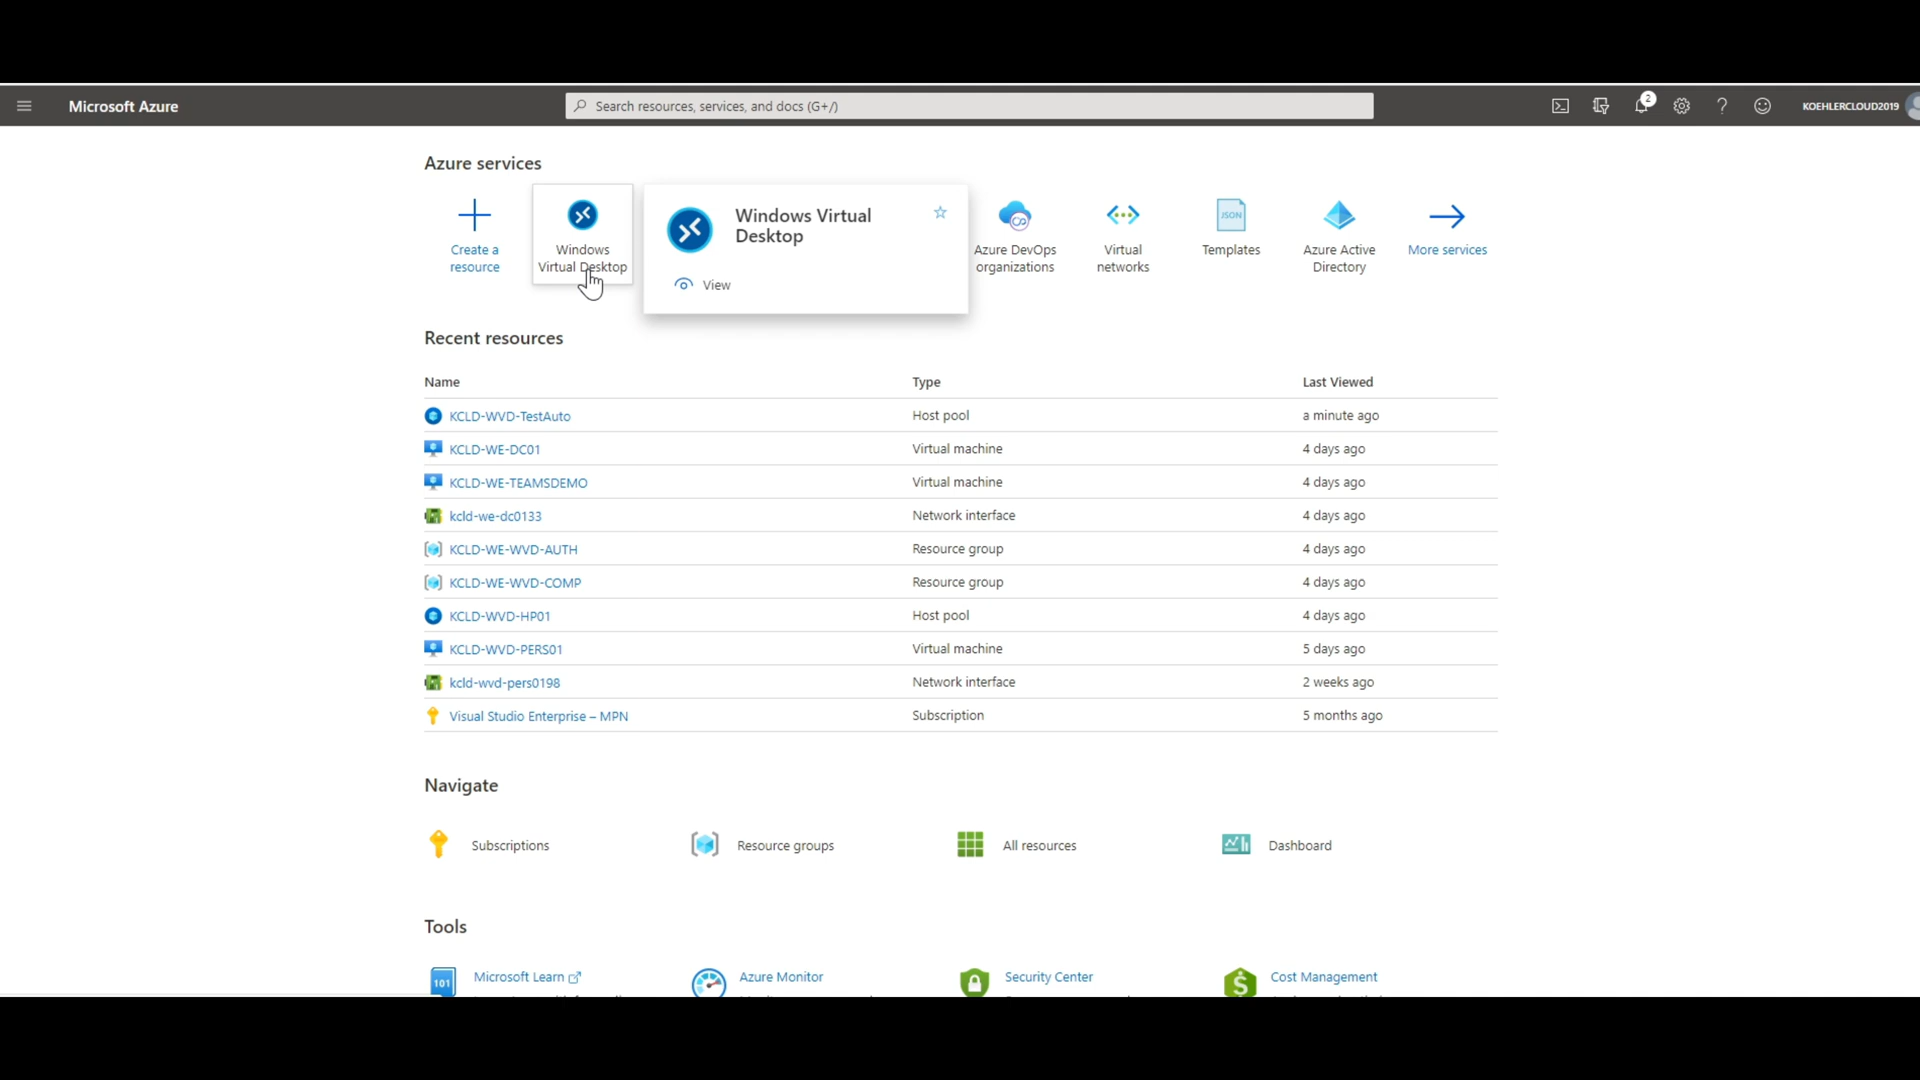 Microsoft Azure
Search resources, services, and docs (G+/)
2
KOEHLERCLOUD2019
Azure services
Create a
resource
Windows
Virtual Desktop
Windows Virtual
Desktop
View
Azure DevOps
organizations
Virtual
networks
JSON
Templates
Azure Active
Directory
More services
Recent resources
Name Type Last Viewed
KCLD-WVD-TestAuto Host pool a minute ago
KCLD-WE-DC01 Virtual machine 4 days ago
KCLD-WE-TEAMSDEMO Virtual machine 4 days ago
kcld-we-dc0133 Network interface 4 days ago
KCLD-WE-WVD-AUTH Resource group 4 days ago
KCLD-WE-WVD-COMP Resource group 4 days ago
KCLD-WVD-HP01 Host pool 4 days ago
KCLD-WVD-PERS01 Virtual machine 5 days ago
kcld-wvd-pers0198 Network interface 2 weeks ago
Visual Studio Enterprise – MPN Subscription 5 months ago
Navigate
Subscriptions Resource groups All resources Dashboard
Tools
101 Microsoft Learn Azure Monitor Security Center $ Cost Management